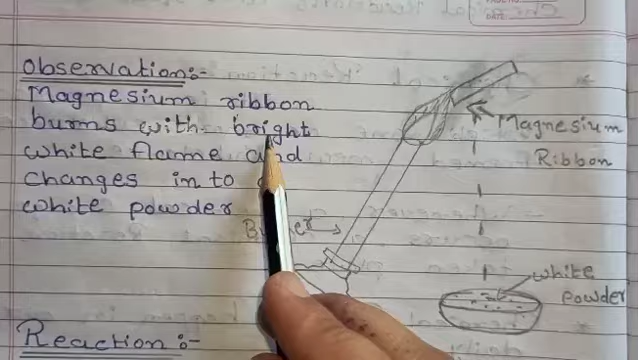 Observation:-
Magnesium ribbon
burns with bright
white flame and
changes in to
white powder
Magnesium
Ribbon
white
powder
Reaction :-